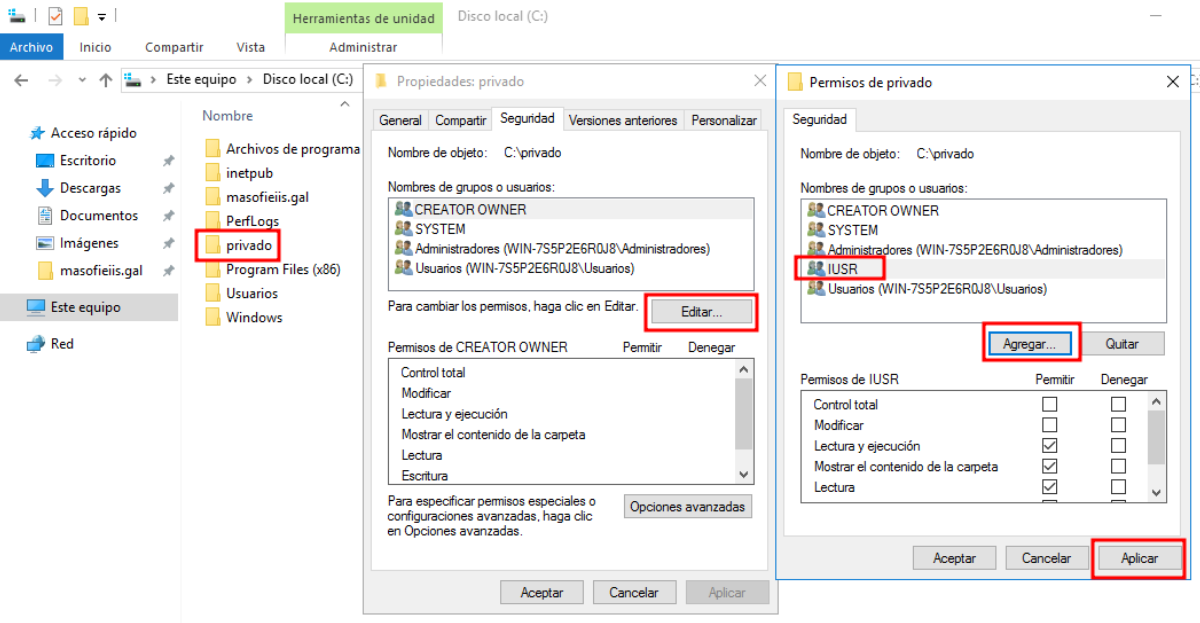 Herramientas de unidad
Disco local (C:)
Archivo
Inicio
Compartir
Vista
Administrar
Este equipo
Disco local (C:)
Acceso rápido
Escritorio
Descargas
Documentos
Imágenes
masofieiis.gal
Este equipo
Red
Nombre
Archivos de programa
inetpub
masofieiis.gal
PerfLogs
privado
Program Files (x86)
Usuarios
Windows
Propiedades: privado
General
Compartir
Seguridad
Versiones anteriores
Personalizar
Nombre de objeto: C:\privado
Nombres de grupos o usuarios:
CREATOR OWNER
SYSTEM
Administradores (WIN-7S5P2E6R0J8\Administradores)
Usuarios (WIN-7S5P2E6R0J8\Usuarios)
Para cambiar los permisos, haga clic en Editar.
Editar...
Permisos de CREATOR OWNER
Permitir
Denegar
Control total
Modificar
Lectura y ejecución
Mostrar el contenido de la carpeta
Lectura
Escritura
Para especificar permisos especiales o
configuraciones avanzadas, haga clic
en Opciones avanzadas.
Opciones avanzadas
Aceptar
Cancelar
Aplicar
Permisos de privado
Seguridad
Nombre de objeto: C:\privado
Nombres de grupos o usuarios:
CREATOR OWNER
SYSTEM
Administradores (WIN-7S5P2E6R0J8\Administradores)
IUSR
Usuarios (WIN-7S5P2E6R0J8\Usuarios)
Agregar...
Quitar
Permisos de IUSR
Permitir
Denegar
Control total
Modificar
Lectura y ejecución
Mostrar el contenido de la carpeta
Lectura
Aceptar
Cancelar
Aplicar